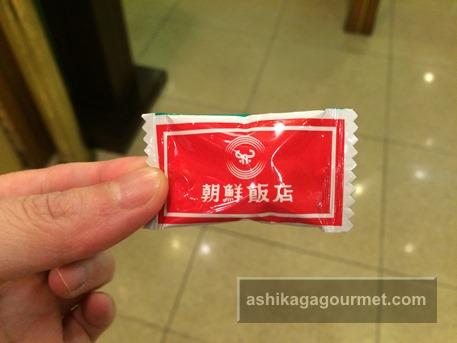 朝鮮飯店
ashikagagourmet.com